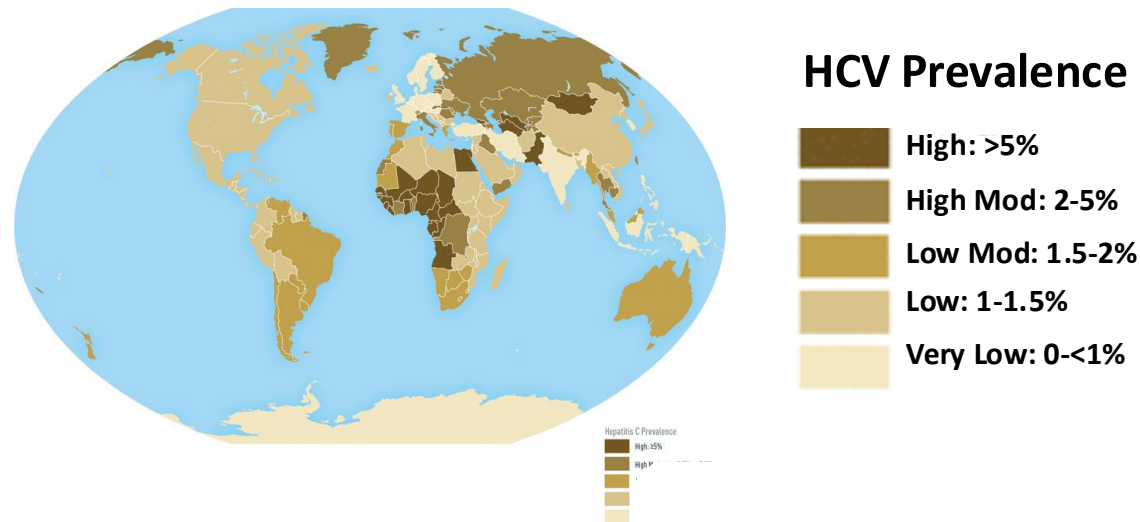 HCV Prevalence
High: >5%
High Mod: 2-5%
Low Mod: 1.5-2%
Low: 1-1.5%
Very Low: 0-<1%
Hepatitis C Prevalence
High: ≥5%
High